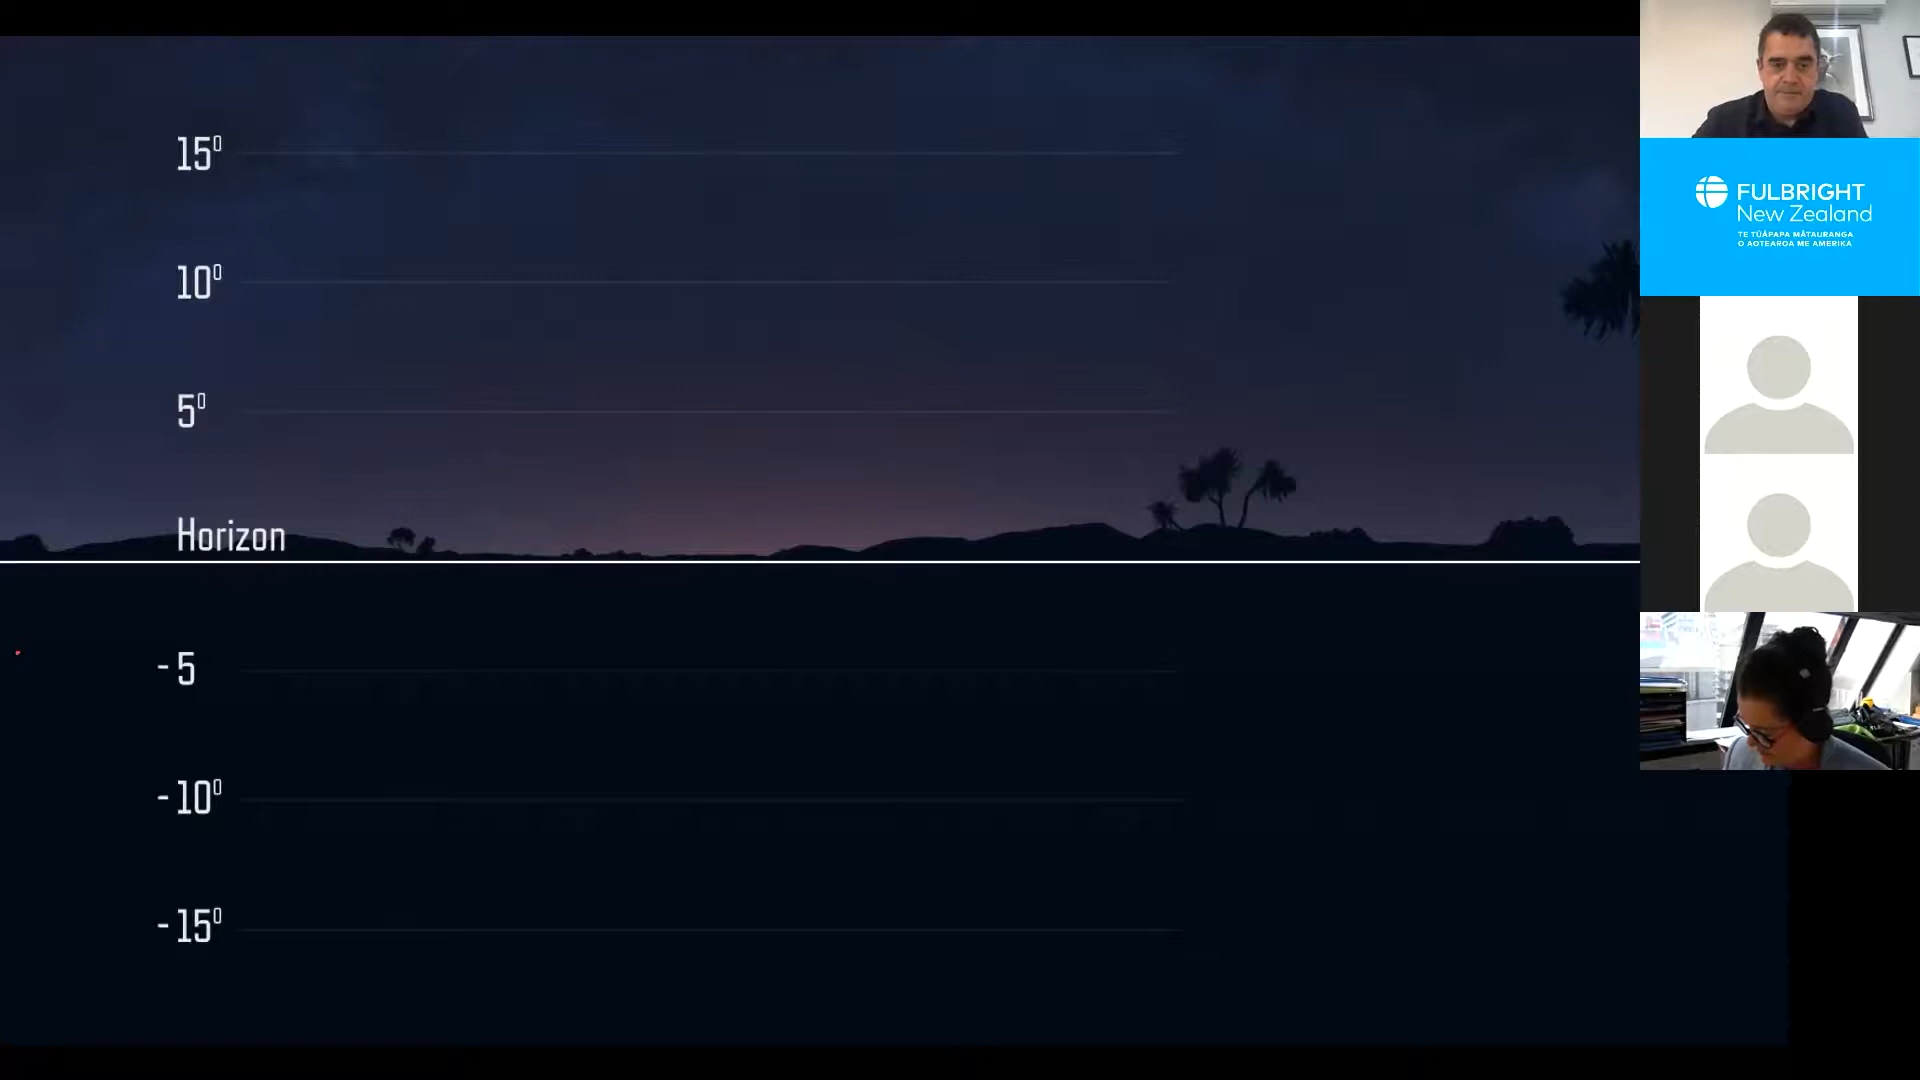 15⁰
10⁰
5⁰
Horizon
-5
-10⁰
-15⁰
FULBRIGHT
New Zealand
TE TŪĀPAPA MĀTAURANGA
O AOTEAROA ME AMERIKA